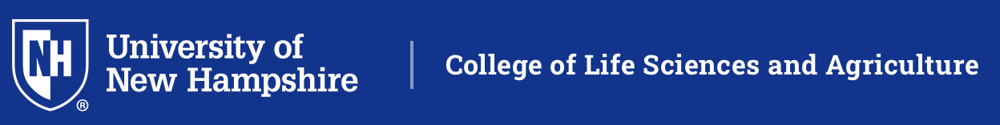 NH
University of
New Hampshire
®
College of Life Sciences and Agriculture